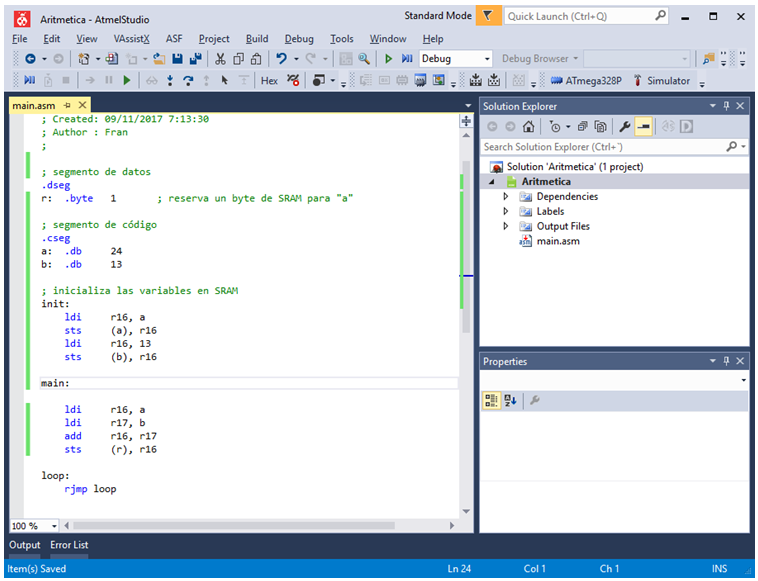 Aritmetica - AtmelStudio
Standard Mode
Quick Launch (Ctrl+Q)
File Edit View VAssistX ASF Project Build Debug Tools Window Help
Debug
Debug Browser
Hex
ATmega328P
Simulator
main.asm
; Created: 09/11/2017 7:13:30
; Author : Fran
;
; segmento de datos
.dseg
r: .byte 1 ; reserva un byte de SRAM para "a"
; segmento de código
.cseg
a: .db 24
b: .db 13
; inicializa las variables en SRAM
init:
ldi r16, a
sts (a), r16
ldi r16, 13
sts (b), r16
main:
ldi r16, a
ldi r17, b
add r16, r17
sts (r), r16
loop:
rjmp loop
100 %
Solution Explorer
Search Solution Explorer (Ctrl+¨)
Solution 'Aritmetica' (1 project)
Aritmetica
Dependencies
Labels
Output Files
main.asm
Properties
Output Error List
Item(s) Saved
Ln 24 Col 1 Ch 1 INS